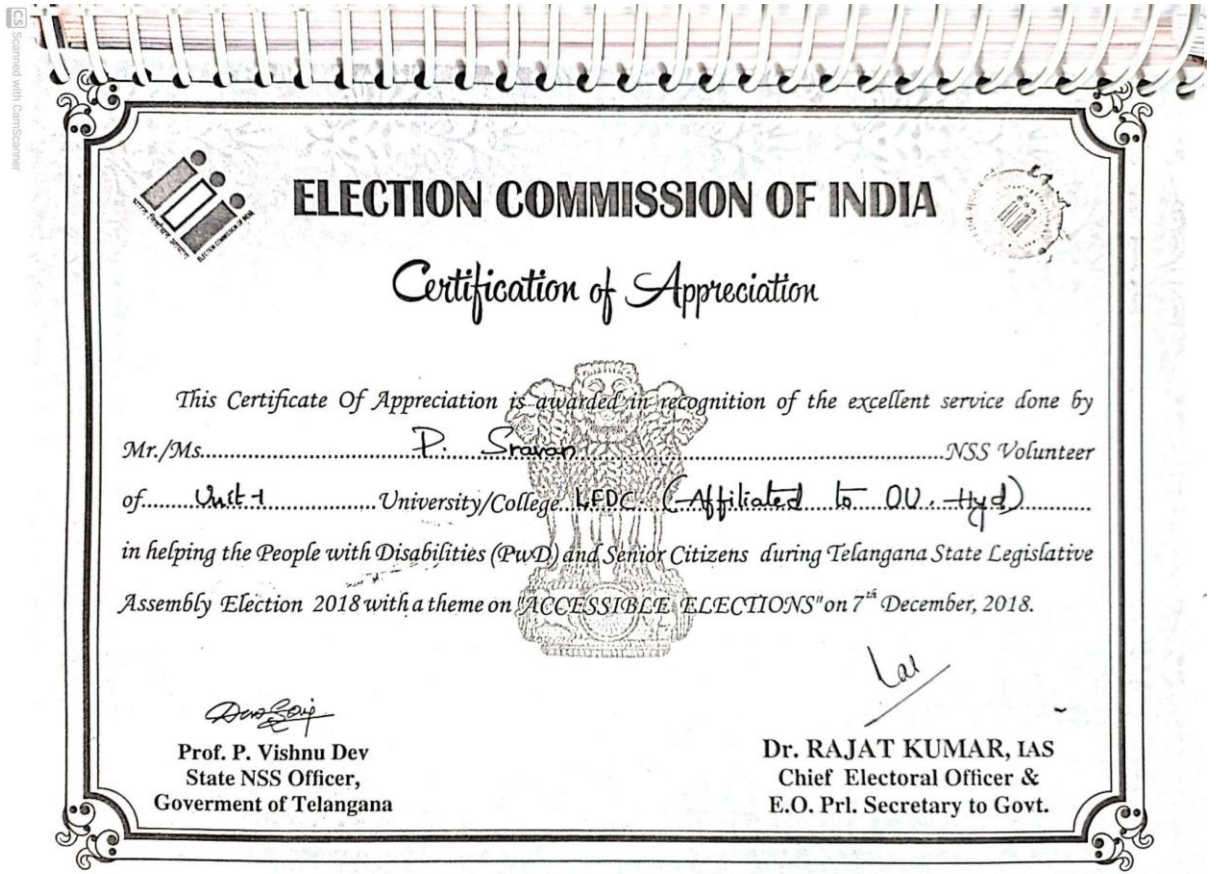 CS Scanned with CamScanner
ELECTION COMMISSION OF INDIA
ELECTION COMMISSION OF INDIA
Certification of Appreciation
This Certificate Of Appreciation is awarded in recognition of the excellent service done by
Mr./Ms. P. Sravan NSS Volunteer
of Unit-1 University/College LFDC (Affiliated to OU. Hyd)
in helping the People with Disabilities (PwD) and Senior Citizens during Telangana State Legislative
Assembly Election 2018 with a theme on "ACCESSIBLE ELECTIONS" on 7th December, 2018.
Prof. P. Vishnu Dev
State NSS Officer,
Goverment of Telangana
Dr. RAJAT KUMAR, IAS
Chief Electoral Officer &
E.O. Prl. Secretary to Govt.